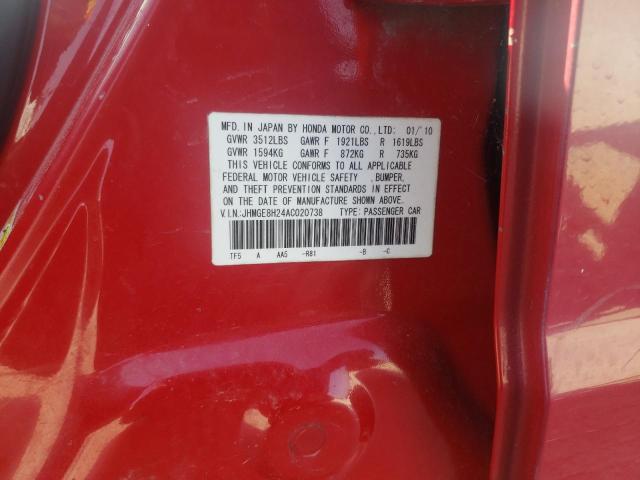 MFD. IN JAPAN BY HONDA MOTOR CO., LTD: 01/'10
GVWR 3512LBS GAWR F 1921LBS R 1619LBS
GVWR 1594KG GAWR F 872KG R 735KG
THIS VEHICLE CONFORMS TO ALL APPLICABLE
FEDERAL MOTOR VEHICLE SAFETY , BUMPER,
AND THEFT PREVENTION STANDARDS IN EFFECT
ON THE DATE OF MANUFACTURE SHOWN ABOVE.
V.I.N:JHMGE8H24AC020738 TYPE: PASSENGER CAR
TF5 A AA5 -R81 -B -C